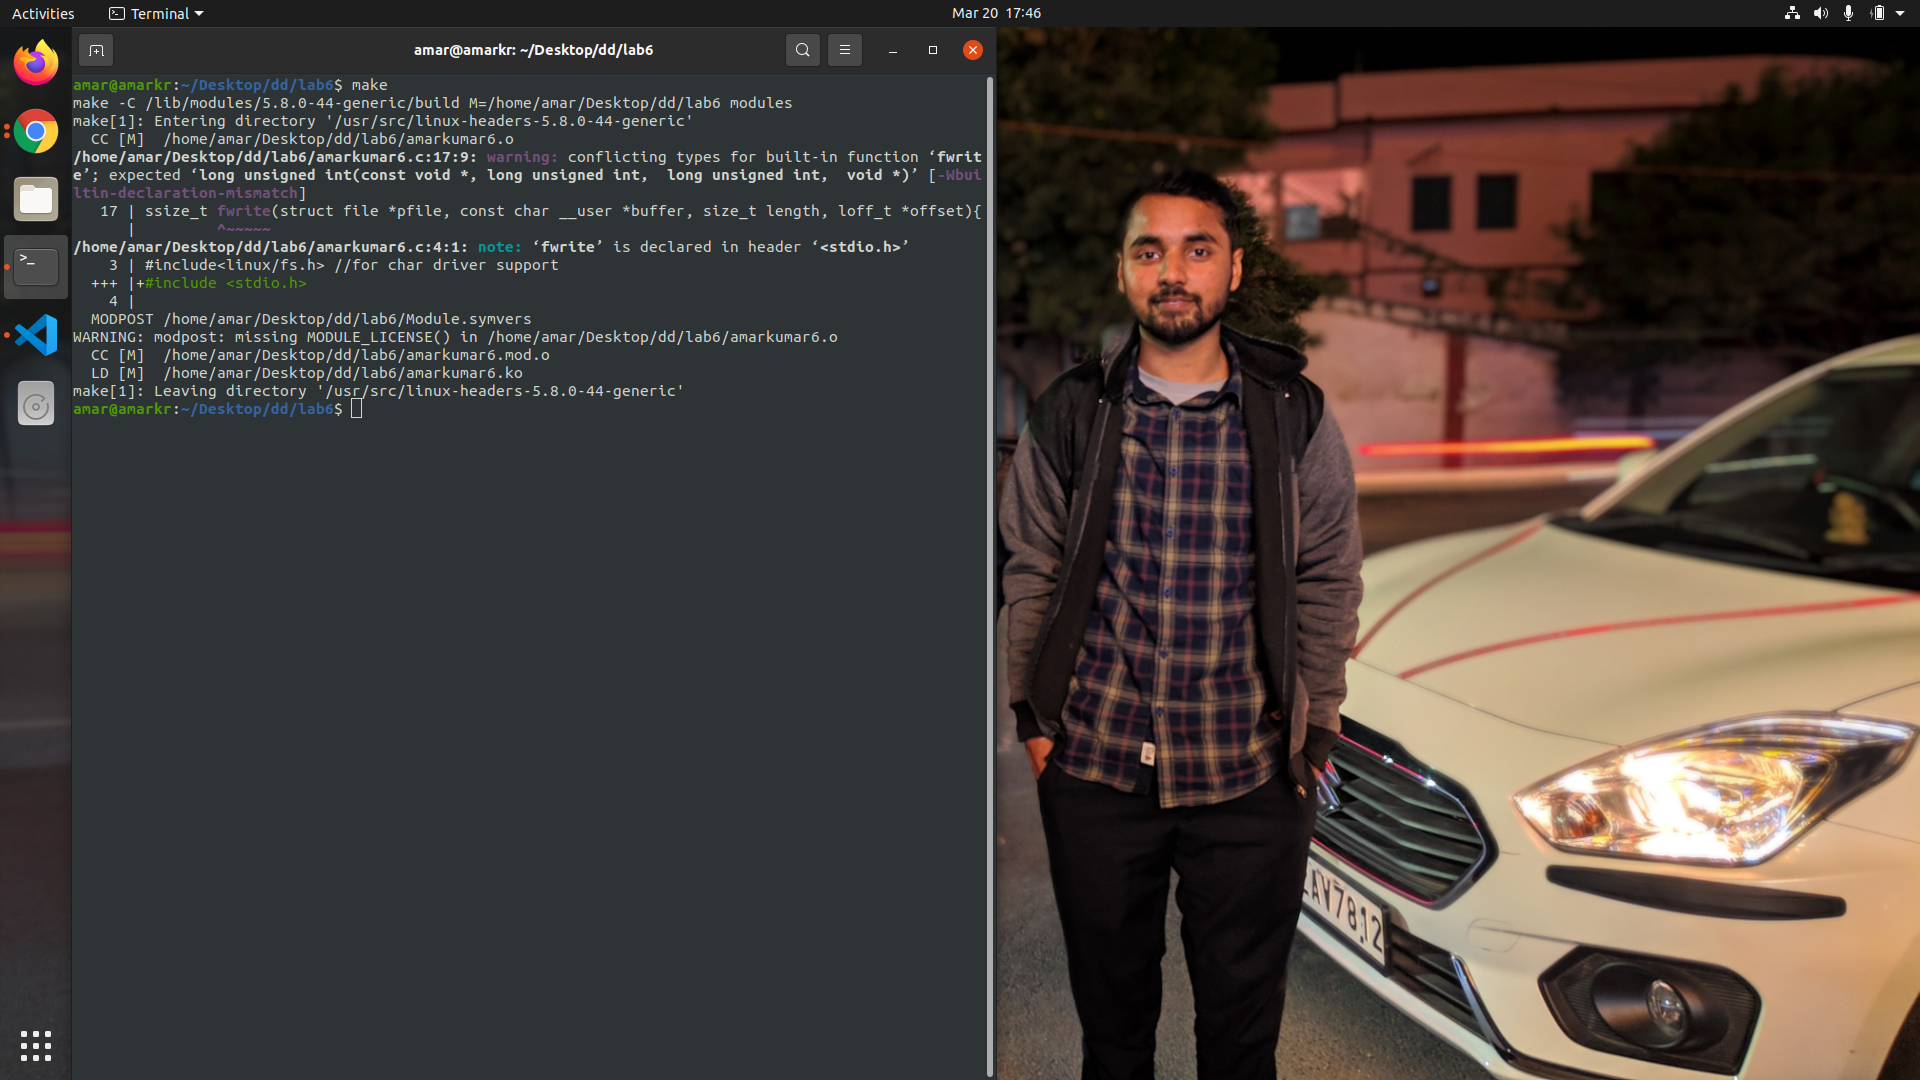 Activities
Terminal
Mar 20 17:46
amar@amarkr: ~/Desktop/dd/lab6
amar@amarkr:~/Desktop/dd/lab6$ make
make -C /lib/modules/5.8.0-44-generic/build M=/home/amar/Desktop/dd/lab6 modules
make[1]: Entering directory '/usr/src/linux-headers-5.8.0-44-generic'
  CC [M]  /home/amar/Desktop/dd/lab6/amarkumar6.o
/home/amar/Desktop/dd/lab6/amarkumar6.c:17:9: warning: conflicting types for built-in function ‘fwrit
e’; expected ‘long unsigned int(const void *, long unsigned int,  long unsigned int,  void *)’ [-Wbui
ltin-declaration-mismatch]
   17 | ssize_t fwrite(struct file *pfile, const char __user *buffer, size_t length, loff_t *offset){
      |         ^~~~~~
/home/amar/Desktop/dd/lab6/amarkumar6.c:4:1: note: ‘fwrite’ is declared in header ‘<stdio.h>’
    3 | #include<linux/fs.h> //for char driver support
  +++ |+#include <stdio.h>
    4 |
  MODPOST /home/amar/Desktop/dd/lab6/Module.symvers
WARNING: modpost: missing MODULE_LICENSE() in /home/amar/Desktop/dd/lab6/amarkumar6.o
  CC [M]  /home/amar/Desktop/dd/lab6/amarkumar6.mod.o
  LD [M]  /home/amar/Desktop/dd/lab6/amarkumar6.ko
make[1]: Leaving directory '/usr/src/linux-headers-5.8.0-44-generic'
amar@amarkr:~/Desktop/dd/lab6$
AV7812